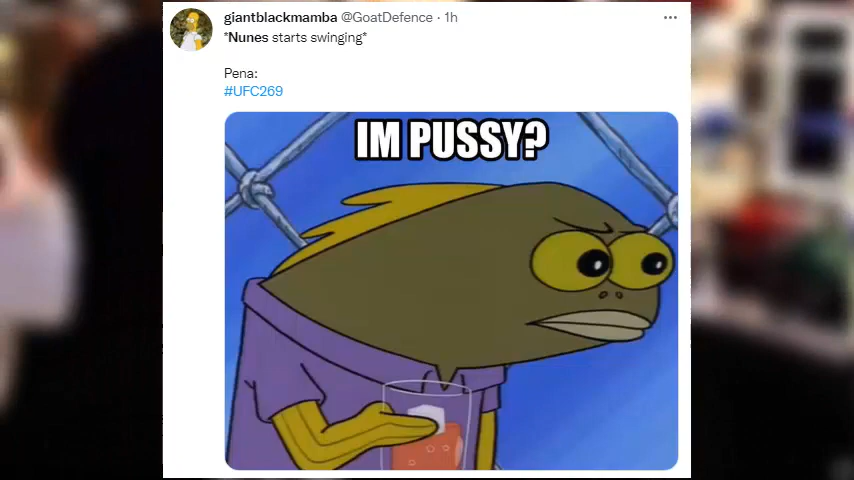 giantblackmamba @GoatDefence · 1h
*Nunes starts swinging*
Pena:
#UFC269
IM PUSSY?